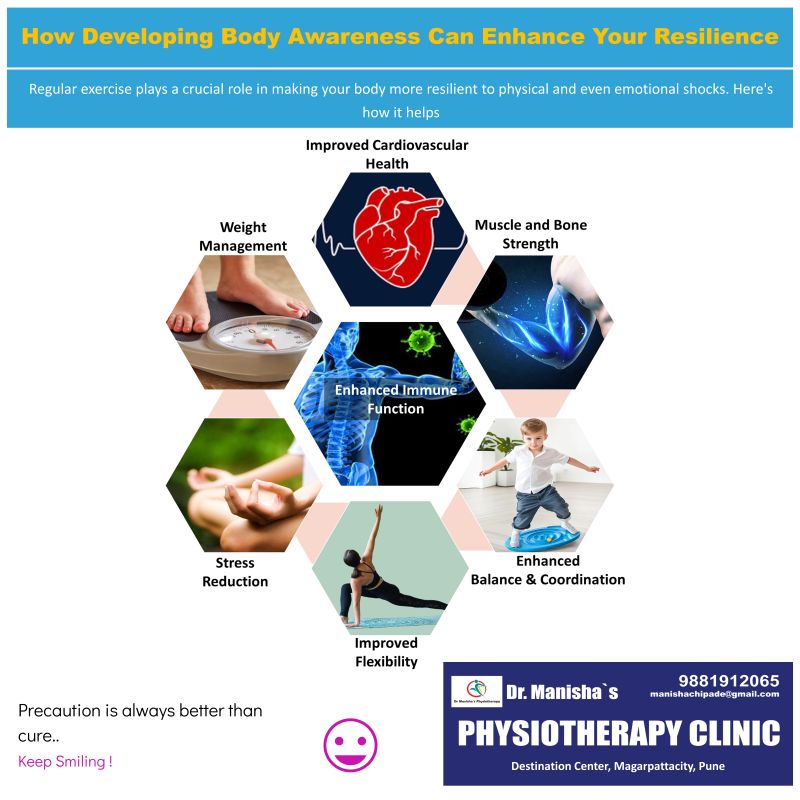 How Developing Body Awareness Can Enhance Your Resilience
Regular exercise plays a crucial role in making your body more resilient to physical and even emotional shocks. Here's
how it helps
Improved Cardiovascular
Health
Weight
Management
Muscle and Bone
Strength
Enhanced Immune
Function
Stress
Reduction
Enhanced
Balance & Coordination
Improved
Flexibility
Precaution is always better than
cure..
Keep Smiling !
9881912065
manishachipade@gmail.com
Dr Manisha's Physiotherapy
Dr. Manisha`s
PHYSIOTHERAPY CLINIC
Destination Center, Magarpattacity, Pune